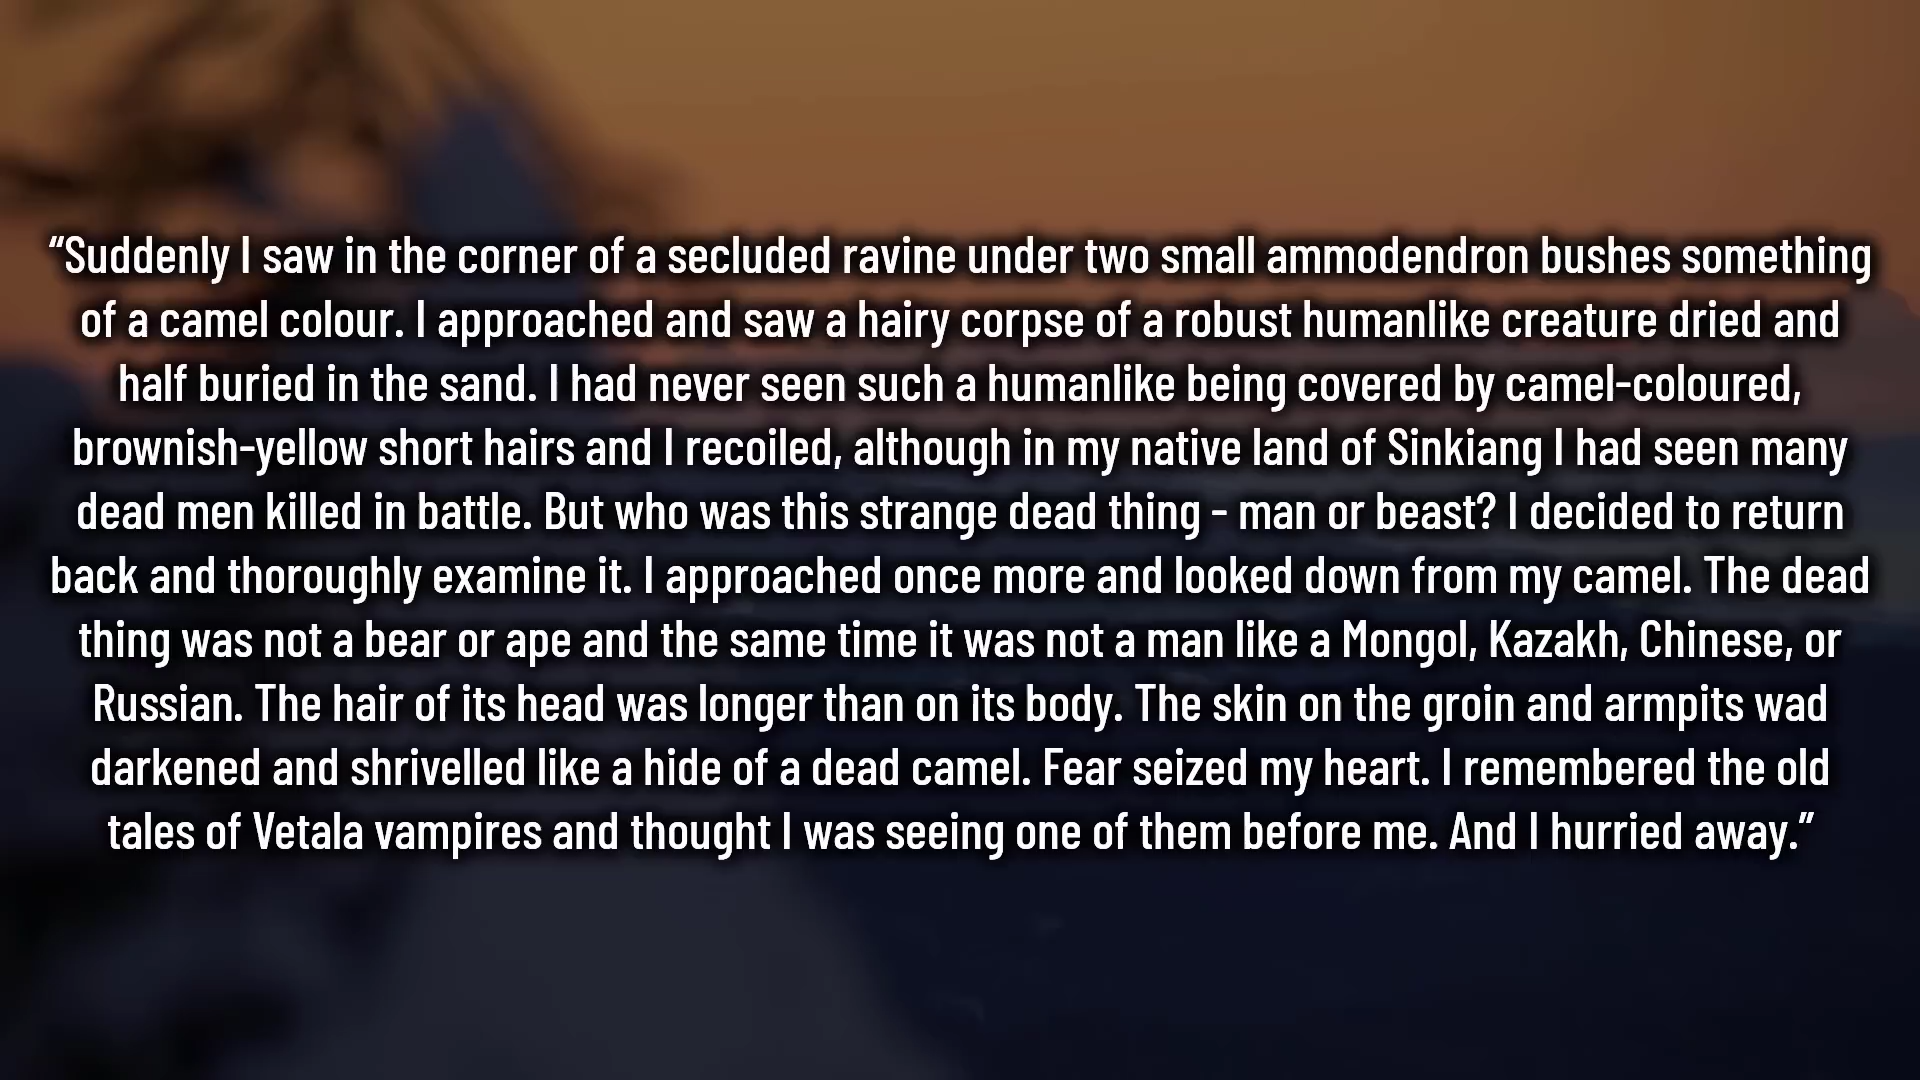 “Suddenly I saw in the corner of a secluded ravine under two small ammodendron bushes something
of a camel colour. I approached and saw a hairy corpse of a robust humanlike creature dried and
half buried in the sand. I had never seen such a humanlike being covered by camel-coloured,
brownish-yellow short hairs and I recoiled, although in my native land of Sinkiang I had seen many
dead men killed in battle. But who was this strange dead thing - man or beast? I decided to return
back and thoroughly examine it. I approached once more and looked down from my camel. The dead
thing was not a bear or ape and the same time it was not a man like a Mongol, Kazakh, Chinese, or
Russian. The hair of its head was longer than on its body. The skin on the groin and armpits wad
darkened and shrivelled like a hide of a dead camel. Fear seized my heart. I remembered the old
tales of Vetala vampires and thought I was seeing one of them before me. And I hurried away.”